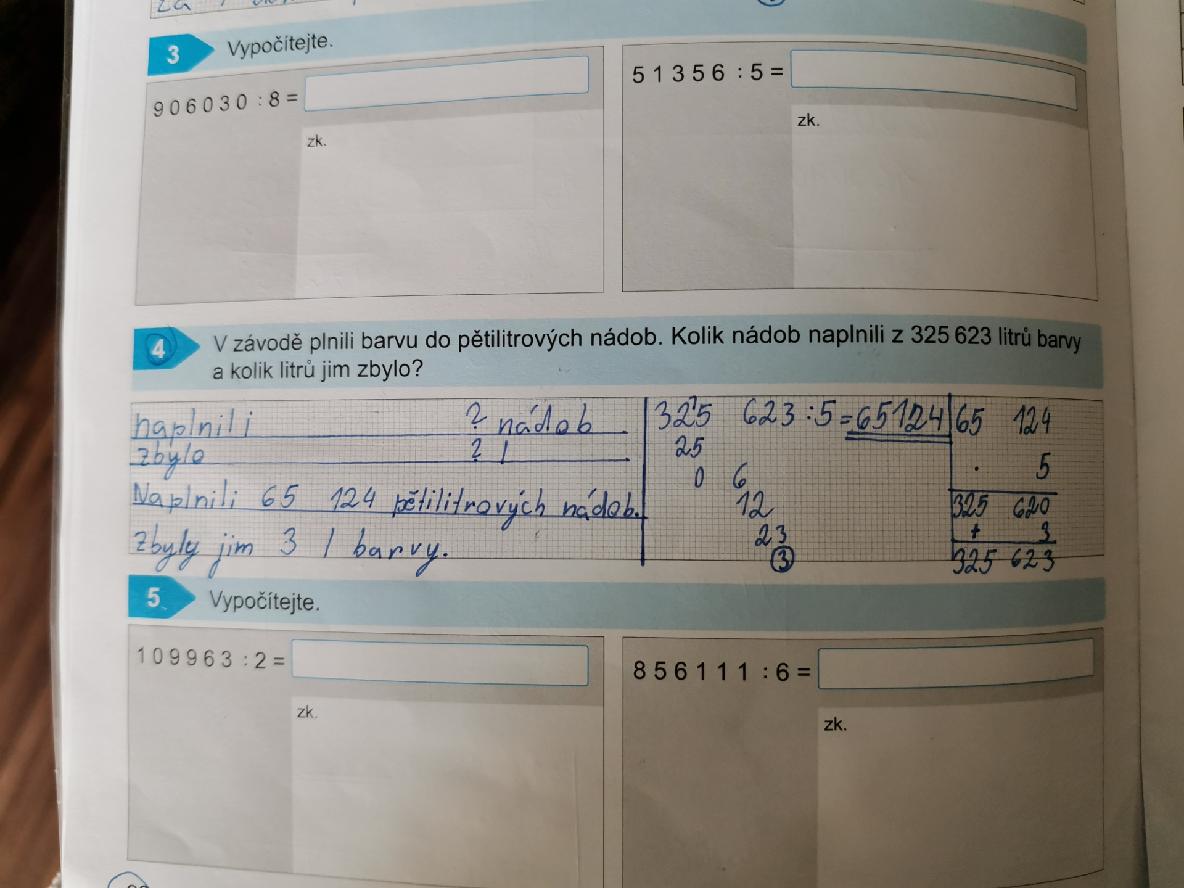 3 Vypočítejte.
906030 : 8 =
zk.
51356 : 5 =
zk.
4 V závodě plnili barvu do pětilitrových nádob. Kolik nádob naplnili z 325 623 litrů barvy
a kolik litrů jim zbylo?
naplnili ? nádob
zbylo ? l
Naplnili 65 124 pětilitrových nádob.
Zbyly jim 3 l barvy.
325 623 : 5 = 65124
25
0 6
12
23
3
65 124
. 5
325 620
+ 3
325 623
5 Vypočítejte.
109963 : 2 =
zk.
856111 : 6 =
zk.